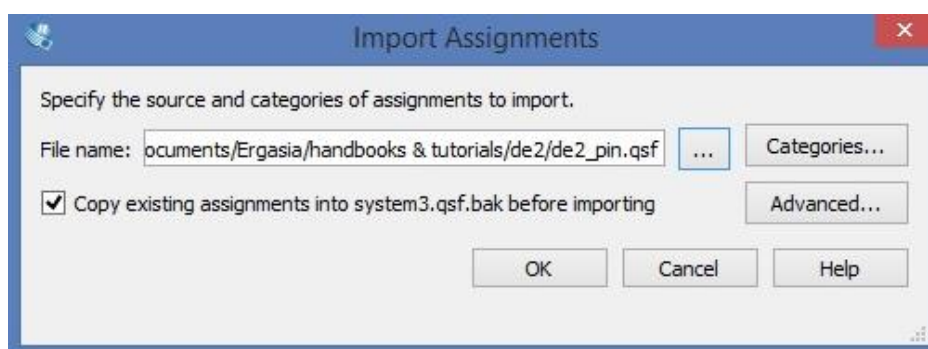 Import Assignments
Specify the source and categories of assignments to import.
File name: ocuments/Ergasia/handbooks & tutorials/de2/de2_pin.qsf ... Categories...
Copy existing assignments into system3.qsf.bak before importing Advanced...
OK Cancel Help